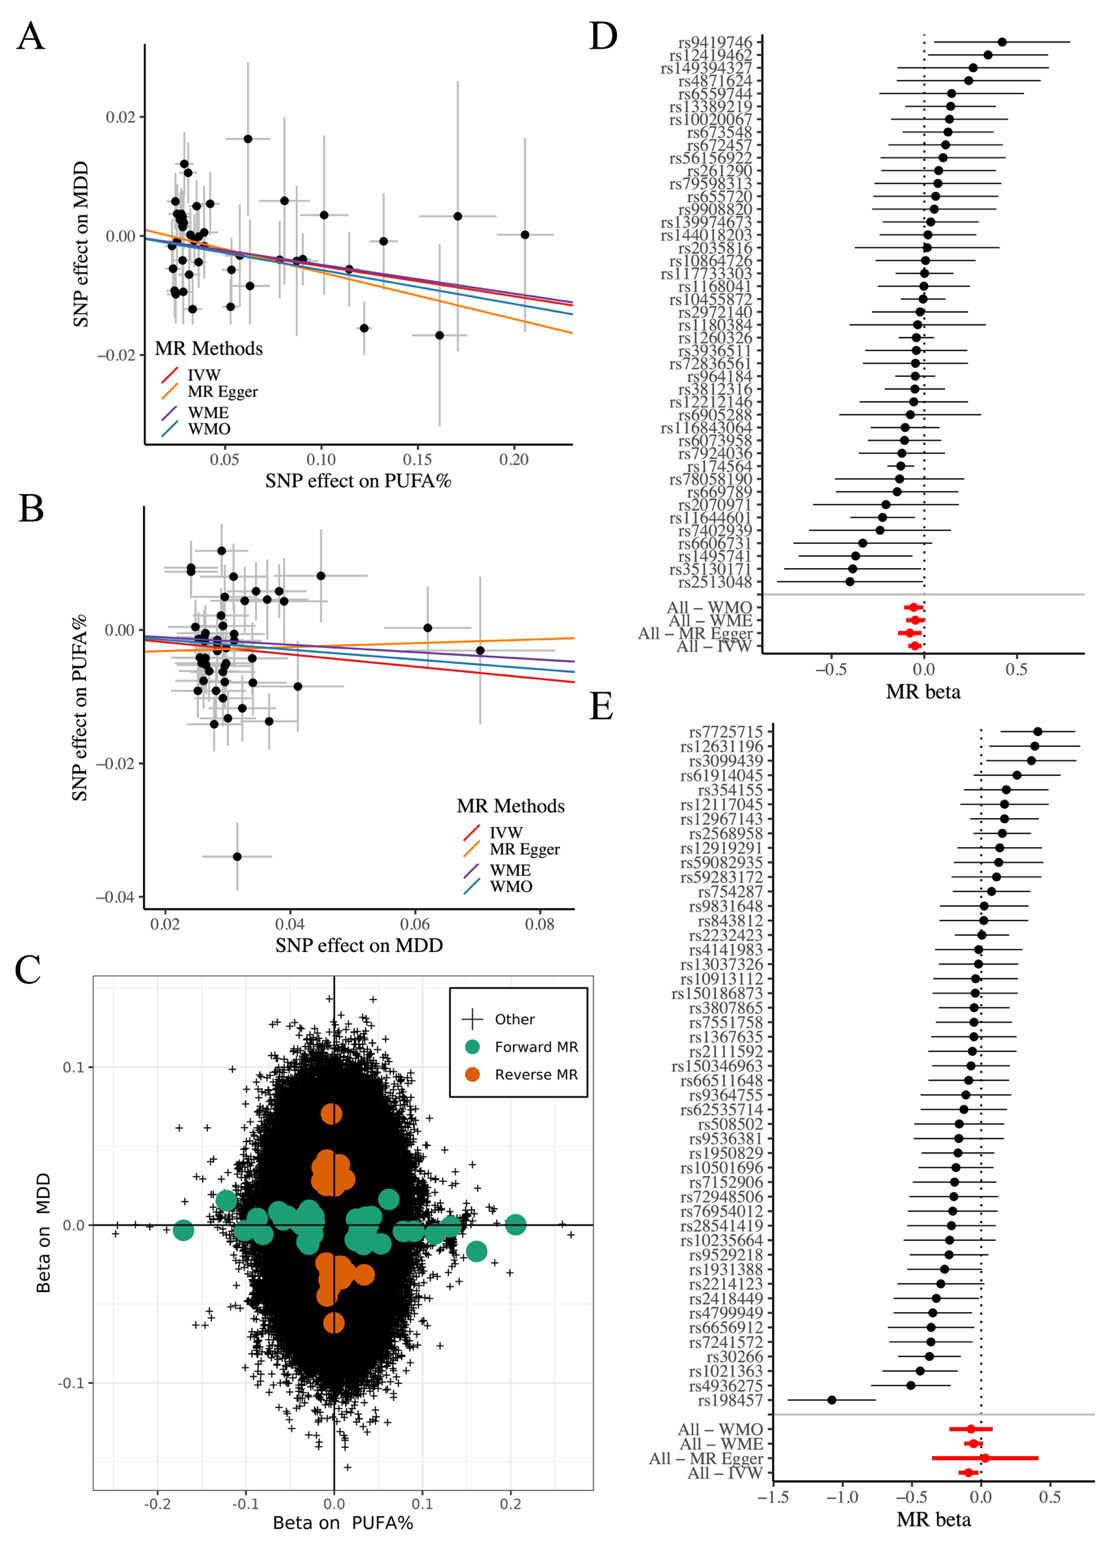 A
0.02
0.00
−0.02
SNP effect on MDD
MR Methods
IVW
MR Egger
WME
WMO
0.05
0.10
0.15
0.20
SNP effect on PUFA%
B
0.00
−0.02
−0.04
SNP effect on PUFA%
MR Methods
IVW
MR Egger
WME
WMO
0.02
0.04
0.06
0.08
SNP effect on MDD
C
Other
Forward MR
Reverse MR
0.1
0.0
-0.1
Beta on MDD
-0.2
-0.1
0.0
0.1
0.2
Beta on PUFA%
D
rs9419746
rs12419462
rs149394327
rs4871624
rs6559744
rs13389219
rs10020067
rs673548
rs672457
rs56156922
rs261290
rs79598313
rs655720
rs9908820
rs139974673
rs144018203
rs2035816
rs10864726
rs117733303
rs1168041
rs10455872
rs2972140
rs1180384
rs1260326
rs3936511
rs72836561
rs964184
rs3812316
rs12212146
rs6905288
rs116843064
rs6073958
rs7924036
rs174564
rs78058190
rs669789
rs2070971
rs11644601
rs7402939
rs6606731
rs1495741
rs35130171
rs2513048
All − WMO
All − WME
All − MR Egger
All − IVW
−0.5
0.0
0.5
MR beta
E
rs7725715
rs12631196
rs3099439
rs61914045
rs354155
rs12117045
rs12967143
rs2568958
rs12919291
rs59082935
rs59283172
rs754287
rs9831648
rs843812
rs2232423
rs4141983
rs13037326
rs10913112
rs150186873
rs3807865
rs7551758
rs1367635
rs2111592
rs150346963
rs66511648
rs9364755
rs62535714
rs508502
rs9536381
rs1950829
rs10501696
rs7152906
rs72948506
rs76954012
rs28541419
rs10235664
rs9529218
rs1931388
rs2214123
rs2418449
rs4799949
rs6656912
rs7241572
rs30266
rs1021363
rs4936275
rs198457
All − WMO
All − WME
All − MR Egger
All − IVW
−1.5
−1.0
−0.5
0.0
0.5
MR beta